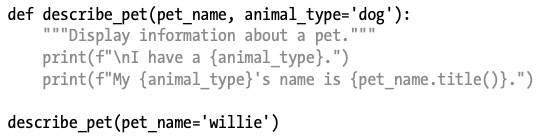 def describe_pet(pet_name, animal_type='dog'):
    """Display information about a pet."""
    print(f"\nI have a {animal_type}.")
    print(f"My {animal_type}'s name is {pet_name.title()}.")

describe_pet(pet_name='willie')